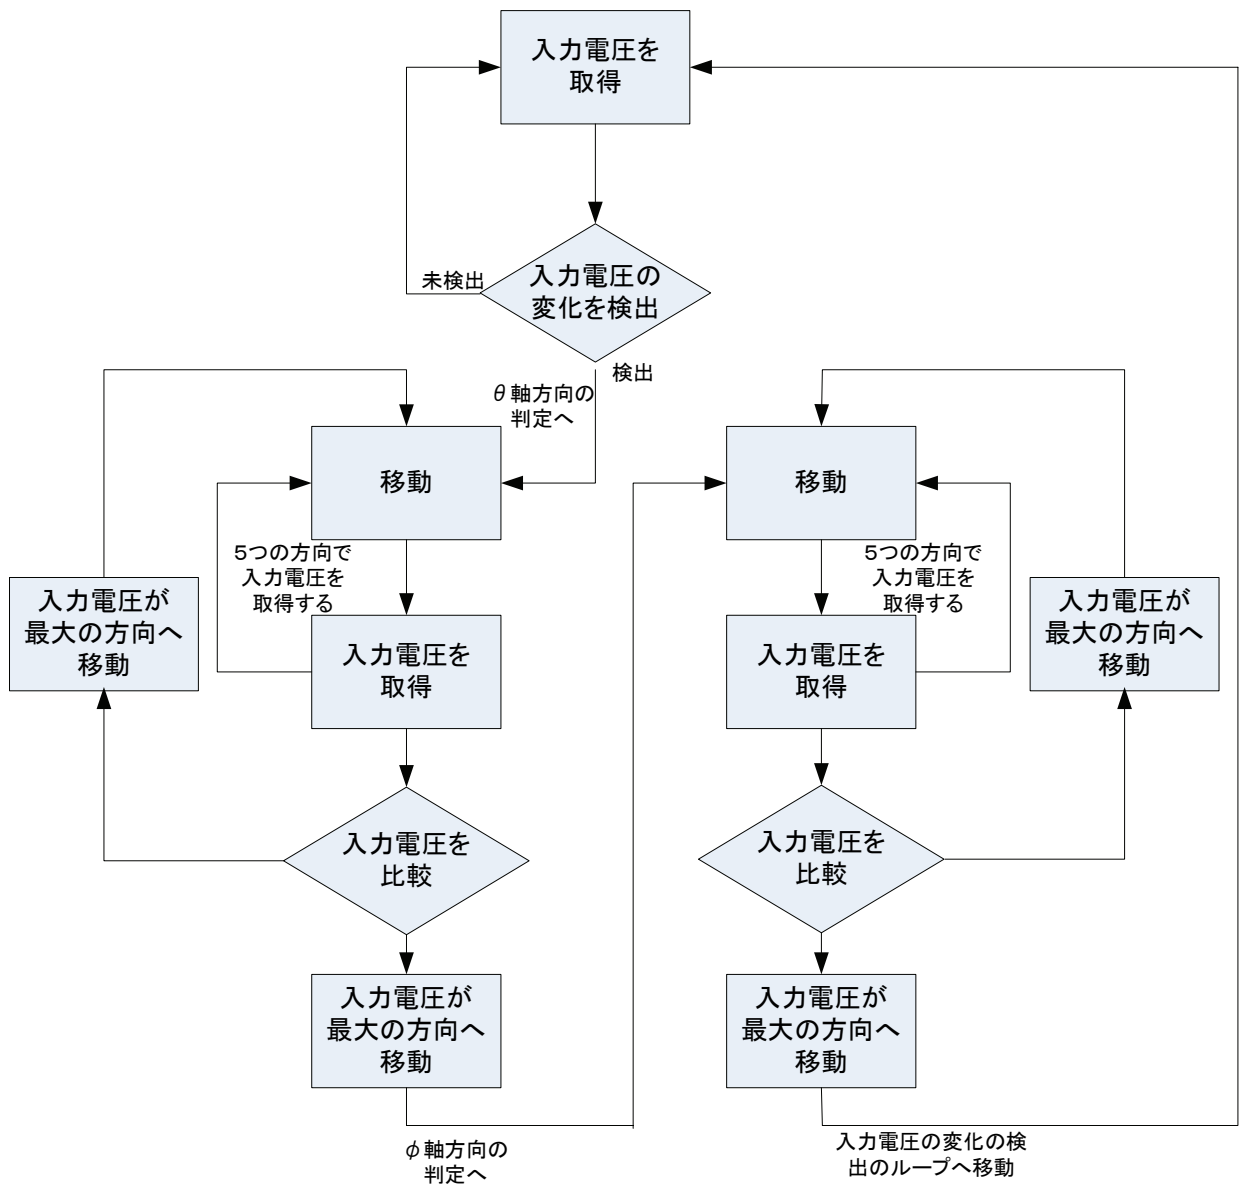 入力電圧を
取得
入力電圧の
変化を検出
未検出
検出
θ軸方向の
判定へ
移動
5つの方向で
入力電圧を
取得する
入力電圧が
最大の方向へ
移動
入力電圧を
取得
入力電圧を
比較
入力電圧が
最大の方向へ
移動
φ軸方向の
判定へ
移動
5つの方向で
入力電圧を
取得する
入力電圧が
最大の方向へ
移動
入力電圧を
取得
入力電圧を
比較
入力電圧が
最大の方向へ
移動
入力電圧の変化の検
出のループへ移動